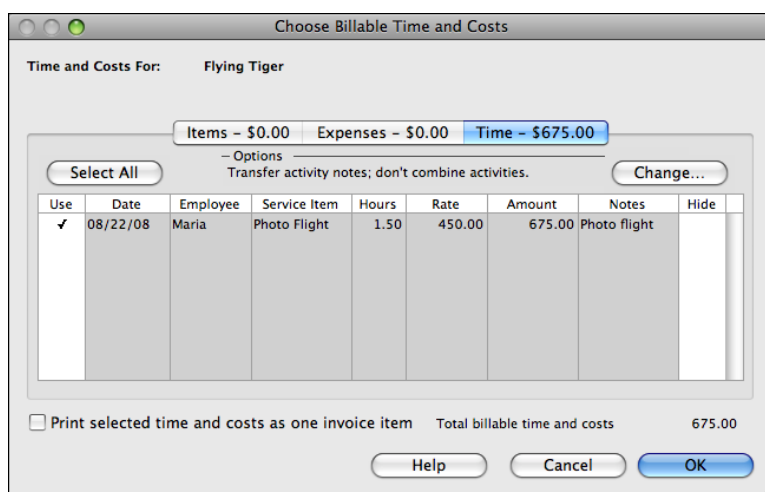 Choose Billable Time and Costs
Time and Costs For: Flying Tiger
Items – $0.00 Expenses – $0.00 Time – $675.00
Options
Select All Transfer activity notes; don't combine activities. Change...
Use Date Employee Service Item Hours Rate Amount Notes Hide
✓ 08/22/08 Maria Photo Flight 1.50 450.00 675.00 Photo flight
Print selected time and costs as one invoice item Total billable time and costs 675.00
Help Cancel OK